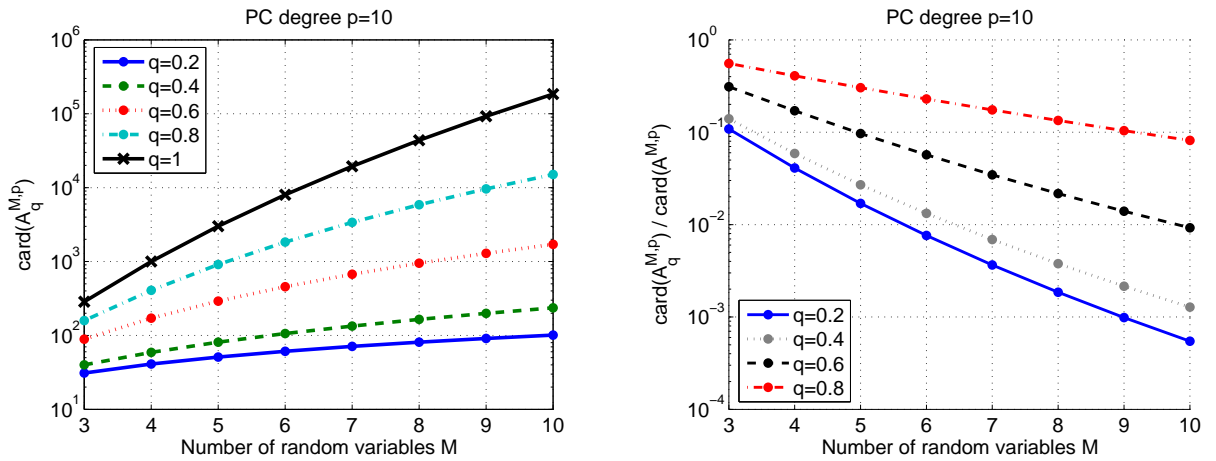 PC degree p=10
10^6
10^5
10^4
10^3
10^2
10^1
card(A_q^{M,p})
q=0.2
q=0.4
q=0.6
q=0.8
q=1
3 4 5 6 7 8 9 10
Number of random variables M
PC degree p=10
10^0
10^−1
10^−2
10^−3
10^−4
card(A_q^{M,p}) / card(A^{M,p})
q=0.2
q=0.4
q=0.6
q=0.8
3 4 5 6 7 8 9 10
Number of random variables M